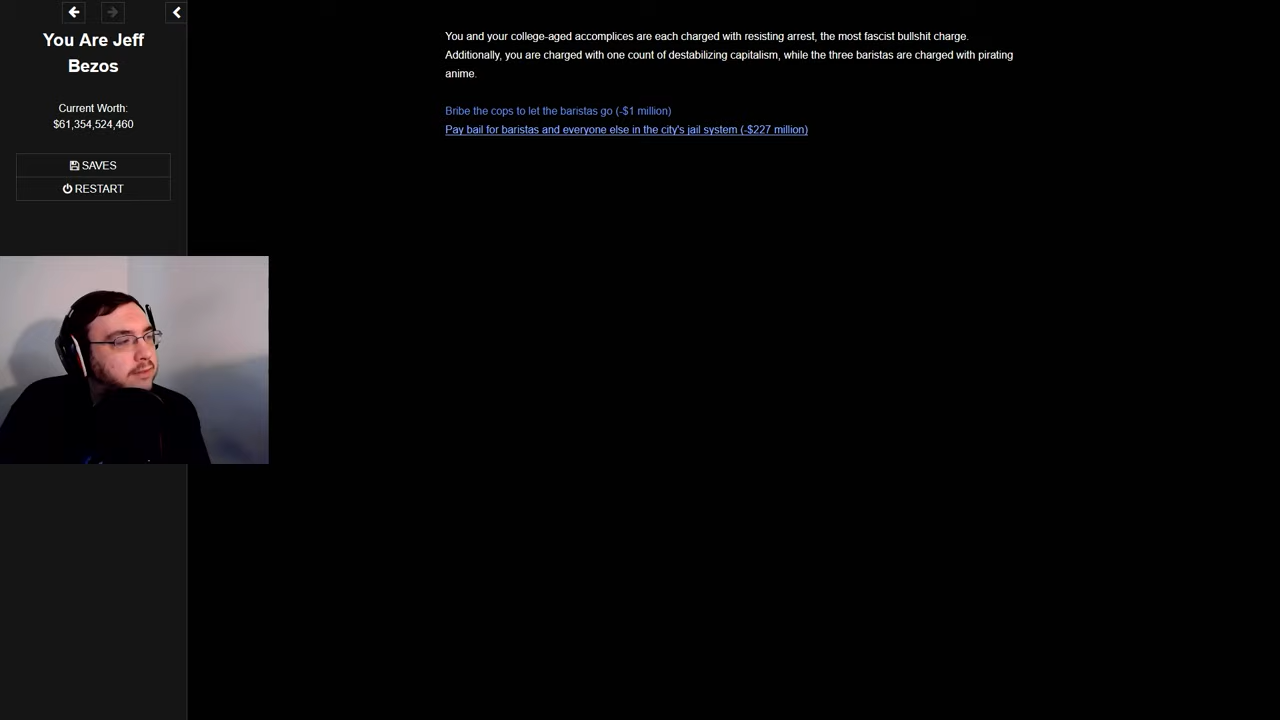 You Are Jeff
Bezos
Current Worth:
$61,354,524,460
SAVES
RESTART
You and your college-aged accomplices are each charged with resisting arrest, the most fascist bullshit charge.
Additionally, you are charged with one count of destabilizing capitalism, while the three baristas are charged with pirating
anime.
Bribe the cops to let the baristas go (-$1 million)
Pay bail for baristas and everyone else in the city's jail system (-$227 million)